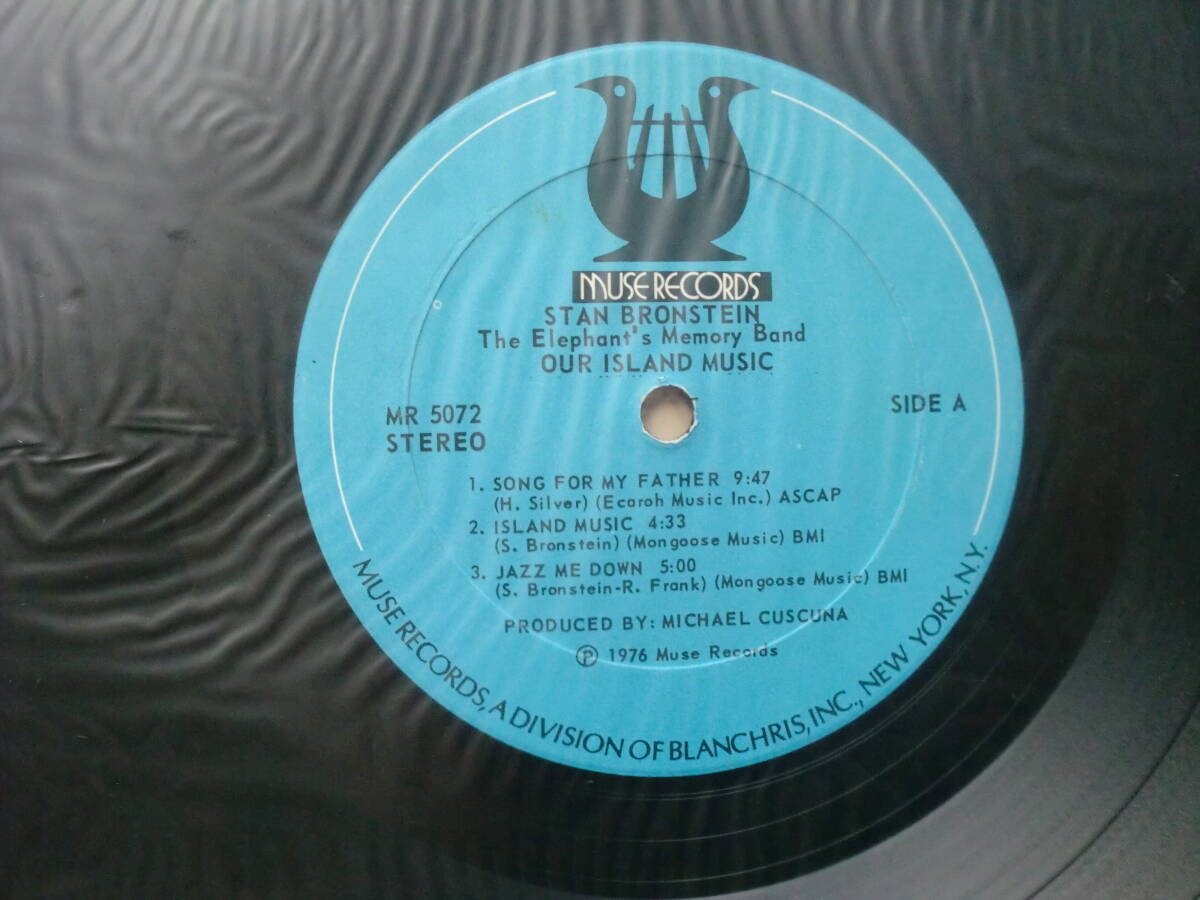 MUSE RECORDS
STAN BRONSTEIN
The Elephant's Memory Band
OUR ISLAND MUSIC
MR 5072
STEREO
SIDE A
1. SONG FOR MY FATHER 9:47
(H. Silver) (Ecaroh Music Inc.) ASCAP
2. ISLAND MUSIC 4:33
(S. Bronstein) (Mongoose Music) BMI
3. JAZZ ME DOWN 5:00
(S. Bronstein-R. Frank) (Mongoose Music) BMI
PRODUCED BY: MICHAEL CUSCUNA
℗ 1976 Muse Records
MUSE RECORDS, A DIVISION OF BLANCHRIS, INC., NEW YORK, N.Y.